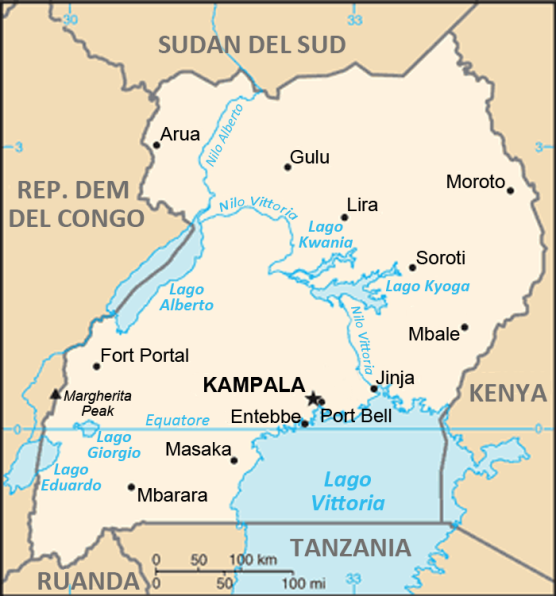 30
33
SUDAN DEL SUD
Arua
Nilo Alberto
3
3
Gulu
REP. DEM
DEL CONGO
Moroto
Nilo Vittoria
Lira
Lago
Kwania
Soroti
Lago Kyoga
Lago
Alberto
Nilo Vittoria
Mbale
Fort Portal
Jinja
KAMPALA
KENYA
Margherita
Peak
Port Bell
Equatore
Entebbe
0
0
Lago
Giorgio
Masaka
Lago
Eduardo
Lago
Vittoria
Mbarara
TANZANIA
0 50 100 km
0 50 100 mi
RUANDA
30
33